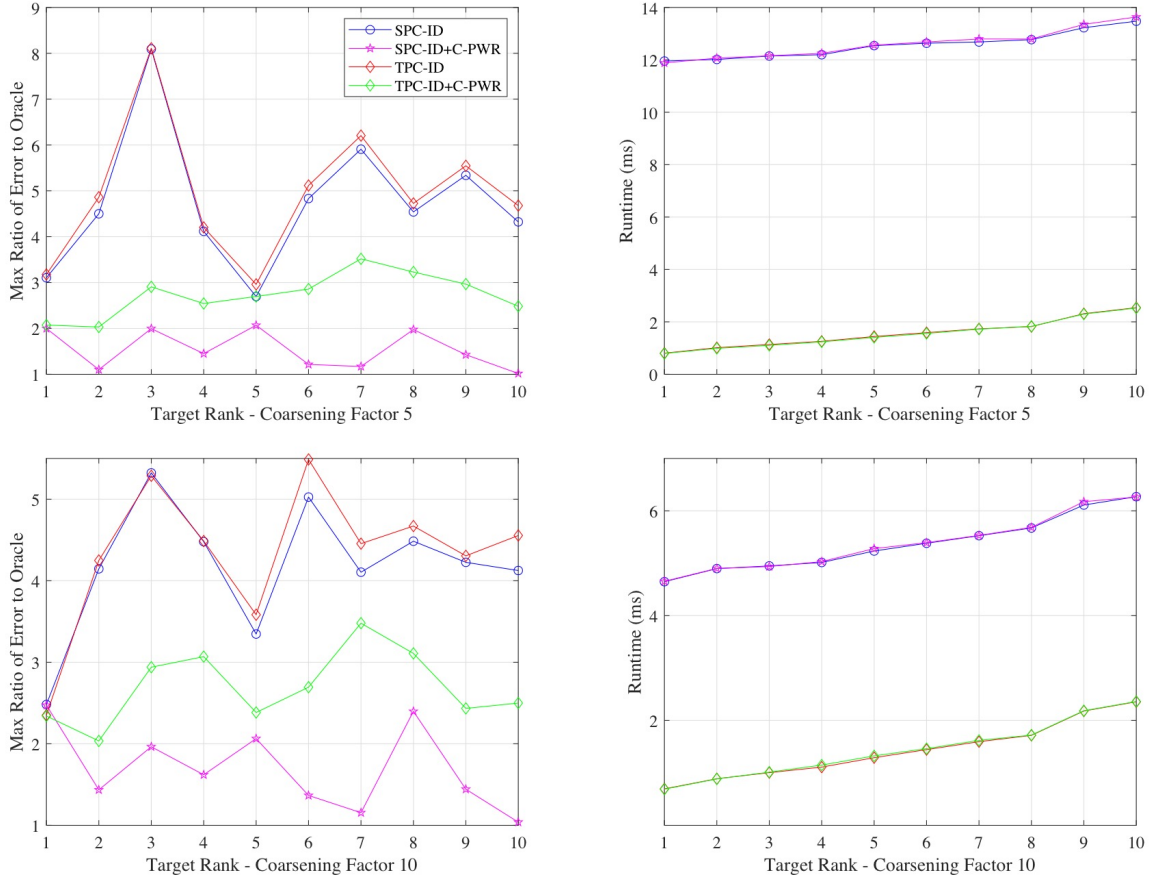 9
8
7
6
5
4
3
2
1
Max Ratio of Error to Oracle
SPC-ID
SPC-ID+C-PWR
TPC-ID
TPC-ID+C-PWR
1 2 3 4 5 6 7 8 9 10
Target Rank - Coarsening Factor 5
14
12
10
8
6
4
2
0
Runtime (ms)
1 2 3 4 5 6 7 8 9 10
Target Rank - Coarsening Factor 5
5
4
3
2
1
Max Ratio of Error to Oracle
1 2 3 4 5 6 7 8 9 10
Target Rank - Coarsening Factor 10
6
4
2
Runtime (ms)
1 2 3 4 5 6 7 8 9 10
Target Rank - Coarsening Factor 10